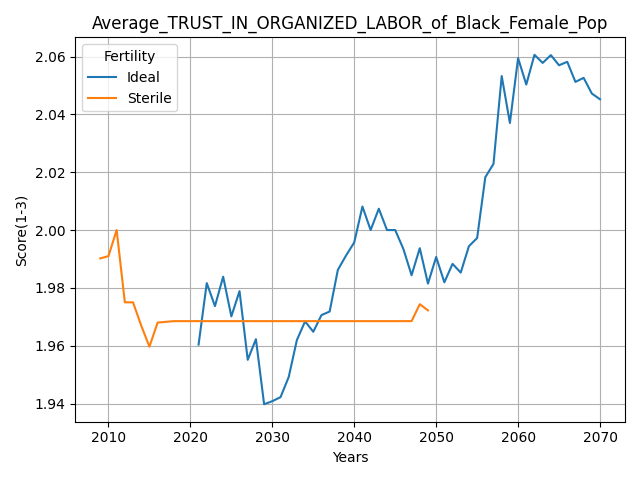 Average_TRUST_IN_ORGANIZED_LABOR_of_Black_Female_Pop
Fertility
Ideal
Sterile
Score(1-3)
2.06
2.04
2.02
2.00
1.98
1.96
1.94
2010 2020 2030 2040 2050 2060 2070
Years